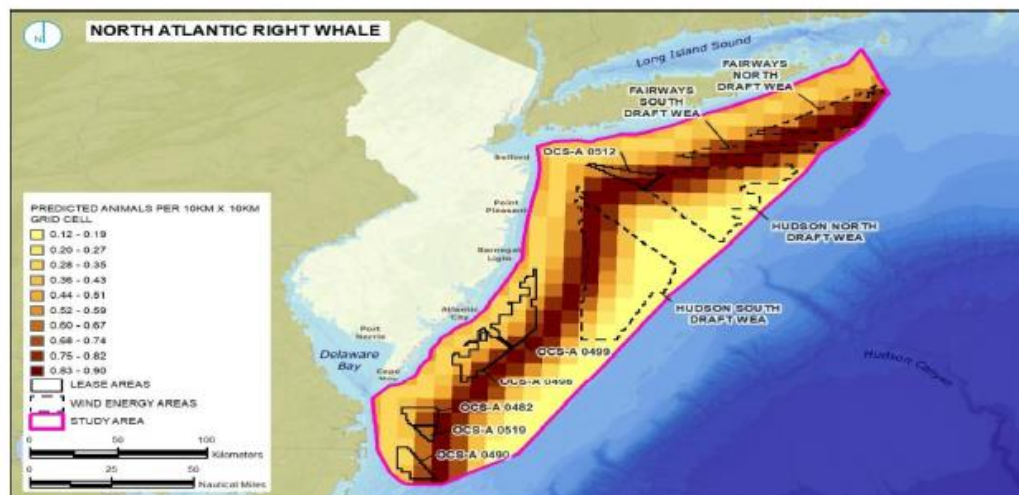 NORTH ATLANTIC RIGHT WHALE
N
Long Island Sound
FAIRWAYS
NORTH
DRAFT WEA
FAIRWAYS
SOUTH
DRAFT WEA
OCS-A 0512
Belford
Point
Pleasant
Barnegat
Light
Atlantic
City
Port
Norris
Delaware
Bay
Cape
May
HUDSON NORTH
DRAFT WEA
HUDSON SOUTH
DRAFT WEA
OCS-A 0499
OCS-A 0498
OCS-A 0482
OCS-A 0519
OCS-A 0490
Hudson Canyon
PREDICTED ANIMALS PER 10KM X 10KM
GRID CELL
0.12 - 0.19
0.20 - 0.27
0.28 - 0.35
0.36 - 0.43
0.44 - 0.51
0.52 - 0.59
0.60 - 0.67
0.68 - 0.74
0.75 - 0.82
0.83 - 0.90
LEASE AREAS
WIND ENERGY AREAS
STUDY AREA
0 50 100
Kilometers
0 25 50
Nautical Miles